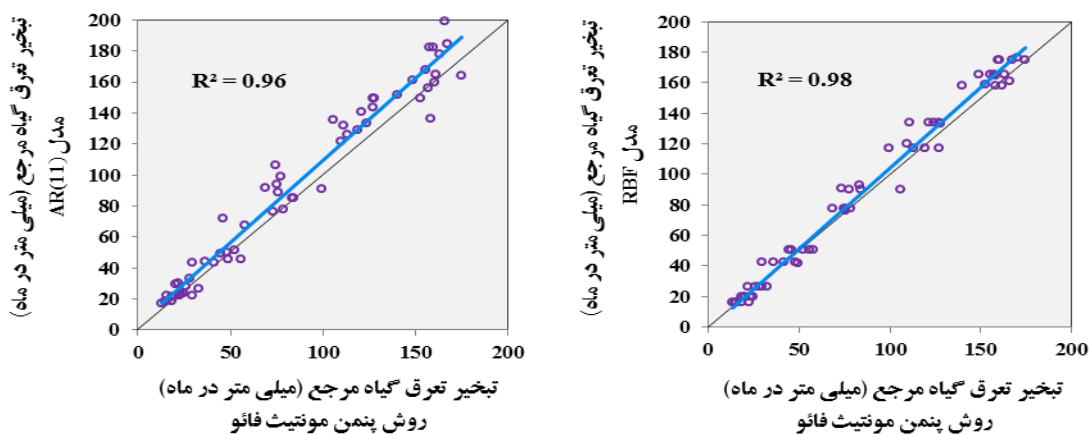 تبخیر تعرق گیاه مرجع (میلی متر در ماه)
مدل AR(11)
200
180
160
140
120
100
80
60
40
20
0
R² = 0.96
0 50 100 150 200
تبخیر تعرق گیاه مرجع (میلی متر در ماه)
روش پنمن مونتیث فائو
تبخیر تعرق گیاه مرجع (میلی متر در ماه)
مدل RBF
200
180
160
140
120
100
80
60
40
20
0
R² = 0.98
0 50 100 150 200
تبخیر تعرق گیاه مرجع (میلی متر در ماه)
روش پنمن مونتیث فائو